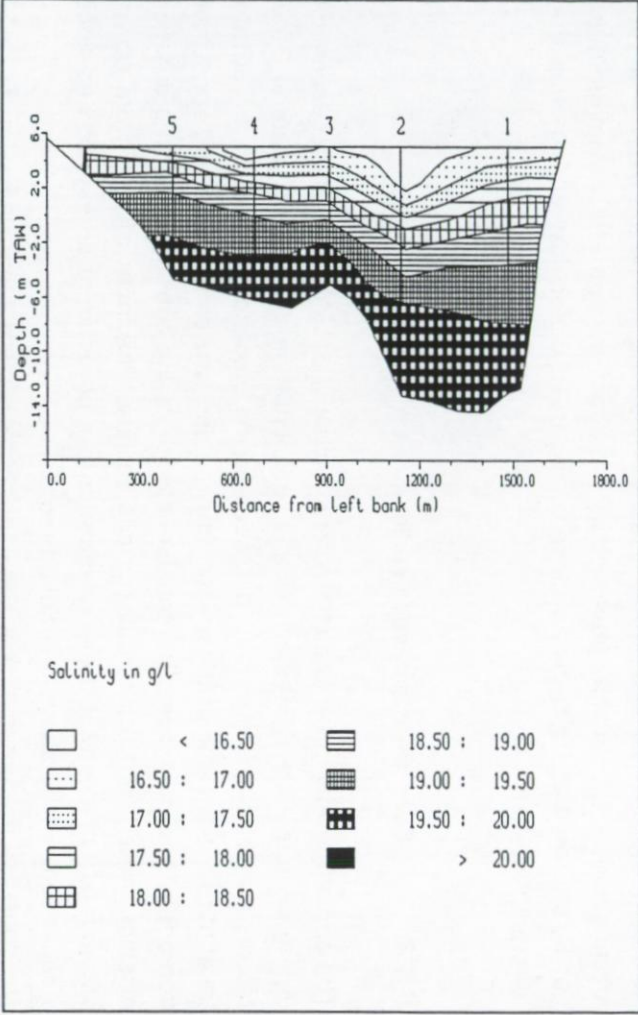 5 4 3 2 1
6.0
2.0
-2.0
-6.0
-10.0
-14.0
Depth (m TAW)
0.0 300.0 600.0 900.0 1200.0 1500.0 1800.0
Distance from left bank (m)
Salinity in g/l
< 16.50
16.50 : 17.00
17.00 : 17.50
17.50 : 18.00
18.00 : 18.50
18.50 : 19.00
19.00 : 19.50
19.50 : 20.00
> 20.00